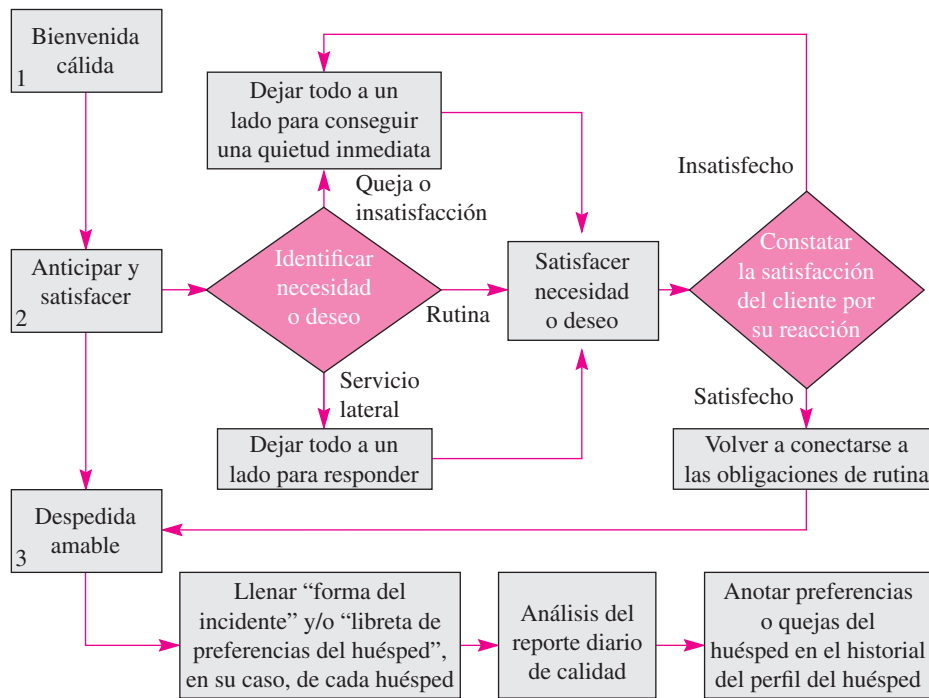 Bienvenida
cálida
1
Dejar todo a un
lado para conseguir
una quietud inmediata
Insatisfecho
Queja o
insatisfacción
Anticipar y
satisfacer
2
Identificar
necesidad
o deseo
Rutina
Satisfacer
necesidad
o deseo
Constatar
la satisfacción
del cliente por
su reacción
Servicio
lateral
Satisfecho
Dejar todo a un
lado para responder
Volver a conectarse a
las obligaciones de rutina
Despedida
amable
3
Llenar “forma del
incidente” y/o “libreta de
preferencias del huésped”,
en su caso, de cada huésped
Análisis del
reporte diario
de calidad
Anotar preferencias
o quejas del
huésped en el historial
del perfil del huésped